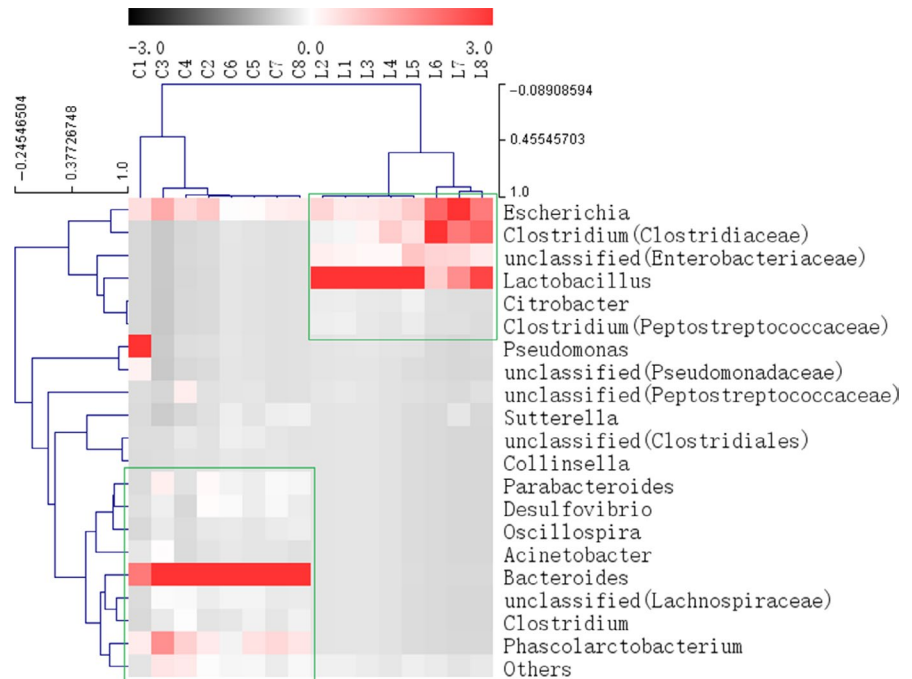 -3.0 0.0 3.0
C1 C3 C4 C2 C6 C5 C7 C8 L2 L1 L3 L4 L5 L6 L7 L8
-0.08908594
0.45545703
1.0
-0.24546504
0.37726748
1.0
Escherichia
Clostridium(Clostridiaceae)
unclassified(Enterobacteriaceae)
Lactobacillus
Citrobacter
Clostridium(Peptostreptococcaceae)
Pseudomonas
unclassified(Pseudomonadaceae)
unclassified(Peptostreptococcaceae)
Sutterella
unclassified(Clostridiales)
Collinsella
Parabacteroides
Desulfovibrio
Oscillospira
Acinetobacter
Bacteroides
unclassified(Lachnospiraceae)
Clostridium
Phascolarctobacterium
Others